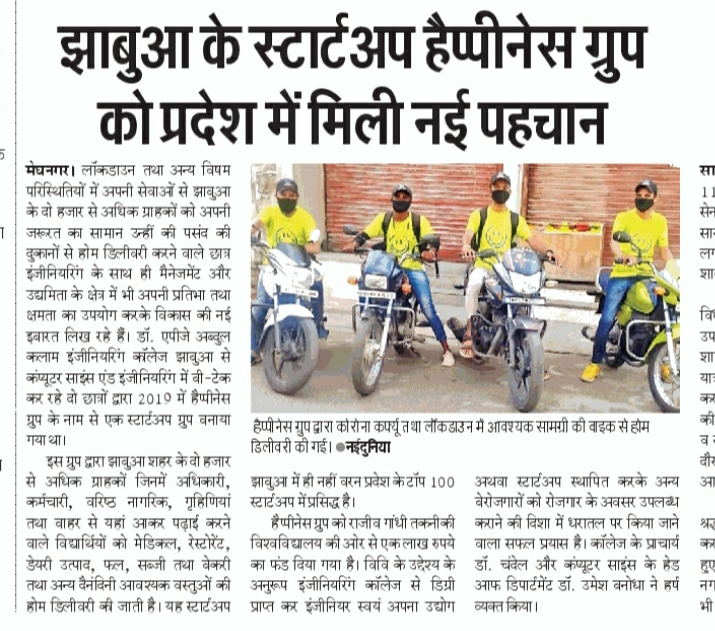 झाबुआ के स्टार्टअप हैप्पीनेस ग्रुप
को प्रदेश में मिली नई पहचान
मेघनगर। लॉकडाउन तथा अन्य विषम
परिस्थितियों में अपनी सेवाओं से झाबुआ
के दो हजार से अधिक ग्राहकों को अपनी
जरूरत का सामान उन्हीं की पसंद की
दुकानों से होम डिलीवरी करने वाले छात्र
इंजीनियरिंग के साथ ही मैनेजमेंट और
उद्यमिता के क्षेत्र में भी अपनी प्रतिभा तथा
क्षमता का उपयोग करके विकास की नई
इबारत लिख रहे हैं। डॉ. एपीजे अब्दुल
कलाम इंजीनियरिंग कॉलेज झाबुआ से
कंप्यूटर साइंस एंड इंजीनियरिंग में बी-टेक
कर रहे दो छात्रों द्वारा 2019 में हैप्पीनेस
ग्रुप के नाम से एक स्टार्टअप ग्रुप बनाया
गया था।
इस ग्रुप द्वारा झाबुआ शहर के दो हजार
से अधिक ग्राहकों जिनमें अधिकारी,
कर्मचारी, वरिष्ठ नागरिक, गृहिणियां
तथा बाहर से यहां आकर पढ़ाई करने
वाले विद्यार्थियों को मेडिकल, रेस्टोरेंट,
डेयरी उत्पाद, फल, सब्जी तथा बेकरी
तथा अन्य दैनंदिनी आवश्यक वस्तुओं की
होम डिलीवरी की जाती है। यह स्टार्टअप
हैप्पीनेस ग्रुप द्वारा कोरोना कर्फ्यू तथा लॉकडाउन में आवश्यक सामग्री की बाइक से होम
डिलीवरी की गई। ●नईदुनिया
झाबुआ में ही नहीं वरन प्रदेश के टॉप 100
स्टार्टअप में प्रसिद्ध है।
हैप्पीनेस ग्रुप को राजीव गांधी तकनीकी
विश्वविद्यालय की ओर से एक लाख रुपये
का फंड दिया गया है। विवि के उद्देश्य के
अनुरूप इंजीनियरिंग कॉलेज से डिग्री
प्राप्त कर इंजीनियर स्वयं अपना उद्योग
अथवा स्टार्टअप स्थापित करके अन्य
बेरोजगारों को रोजगार के अवसर उपलब्ध
कराने की दिशा में धरातल पर किया जाने
वाला सफल प्रयास है। कॉलेज के प्राचार्य
डॉ. चंदेल और कंप्यूटर साइंस के हेड
आफ डिपार्टमेंट डॉ. उमेश बनोधा ने हर्ष
व्यक्त किया।